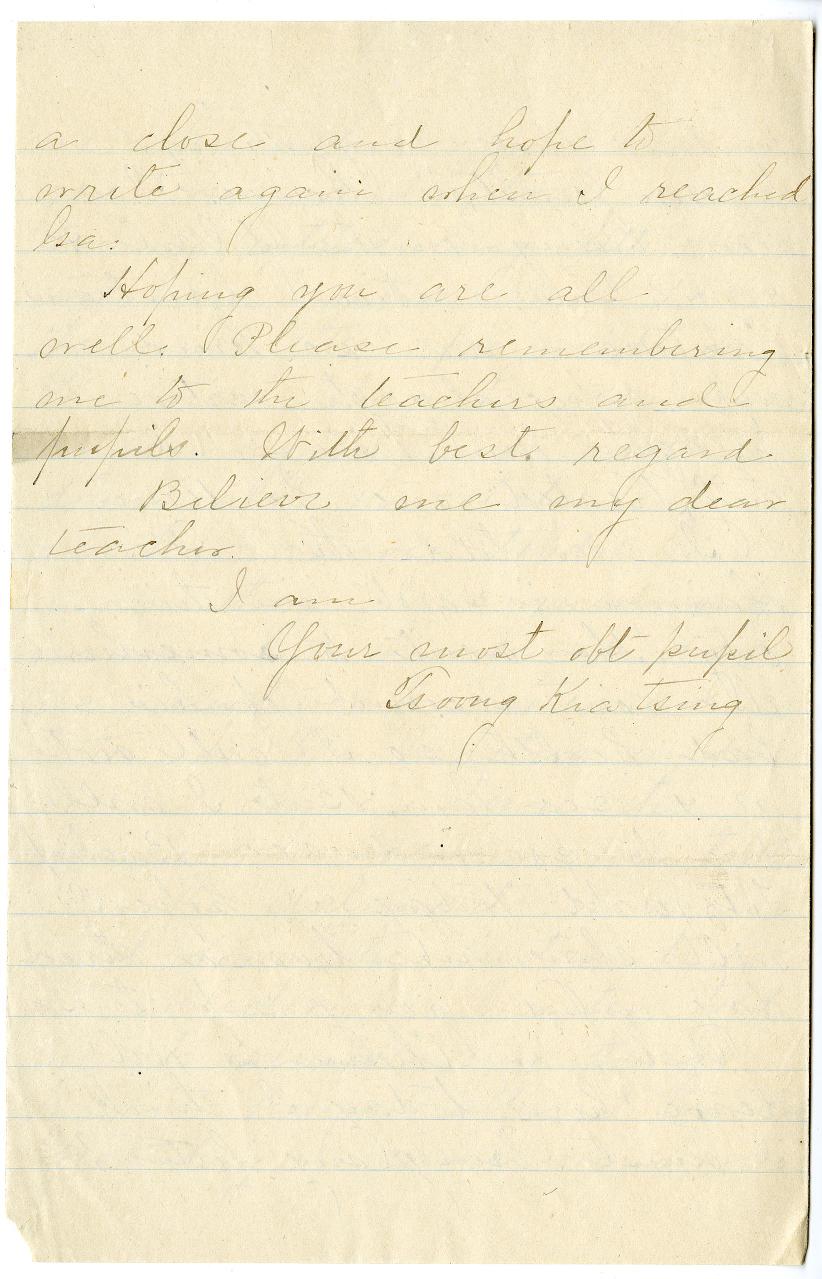 a close and hope to
write again when I reached
Hoping you are all
well. Please remembering
me to the teachers and
pupils. With best regard
Believe me my dear
teacher.
I am
Your most obt pupil
Tsoong Kia tsing